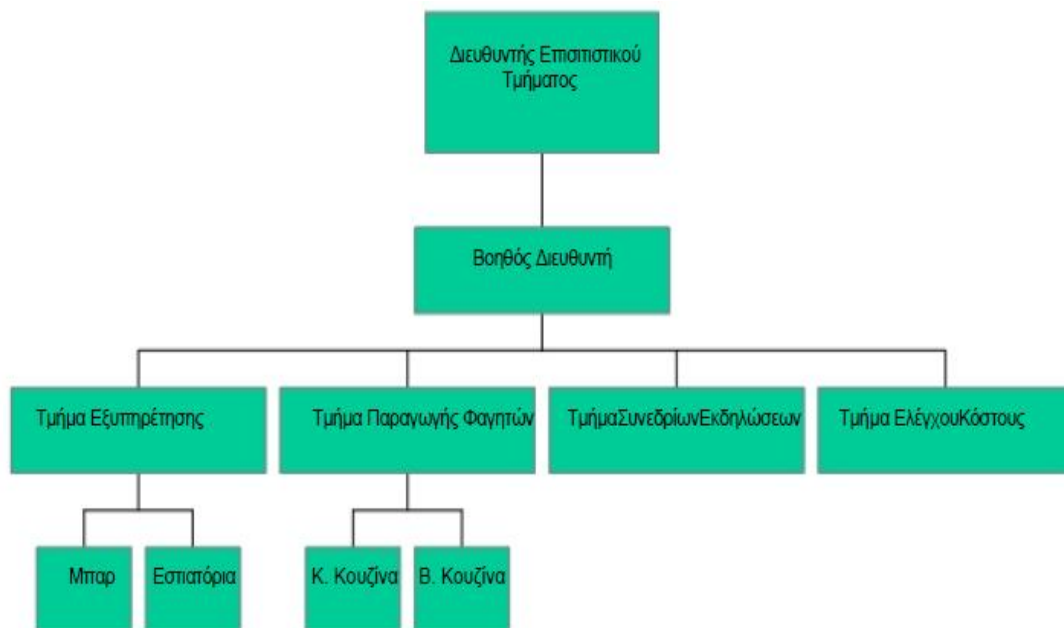 Διευθυντής Επισιτιστικού
Τμήματος
Βοηθός Διευθυντή
Τμήμα Εξυπηρέτησης
Τμήμα Παραγωγής Φαγητών
ΤμήμαΣυνεδρίωνΕκδηλώσεων
Τμήμα ΕλέγχουΚόστους
Μπαρ
Εστιατόρια
Κ. Κουζίνα
Β. Κουζίνα